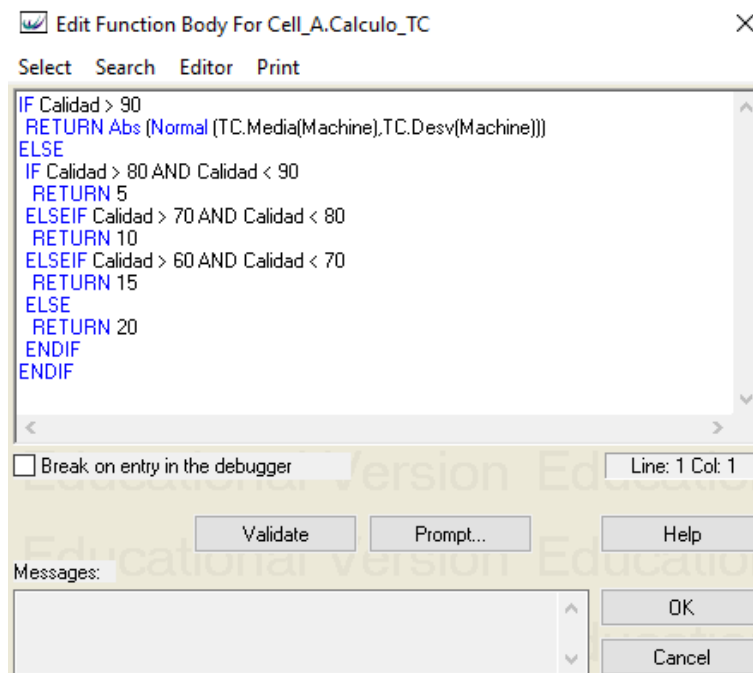 Edit Function Body For Cell_A.Calculo_TC
Select Search Editor Print
IF Calidad > 90
RETURN Abs (Normal (TC.Media(Machine),TC.Desv(Machine)))
ELSE
IF Calidad > 80 AND Calidad < 90
RETURN 5
ELSEIF Calidad > 70 AND Calidad < 80
RETURN 10
ELSEIF Calidad > 60 AND Calidad < 70
RETURN 15
ELSE
RETURN 20
ENDIF
ENDIF
Break on entry in the debugger
Line: 1 Col: 1
Educational Version
Validate Prompt... Help
Educational Version
Messages:
OK
Cancel